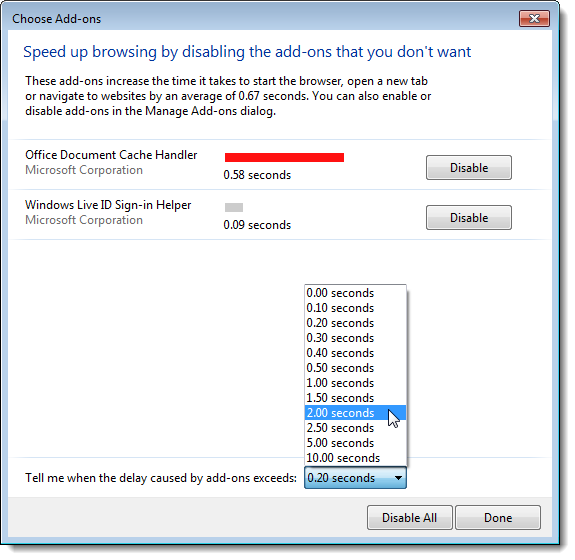 Choose Add-ons
Speed up browsing by disabling the add-ons that you don't want
These add-ons increase the time it takes to start the browser, open a new tab
or navigate to websites by an average of 0.67 seconds. You can also enable or
disable add-ons in the Manage Add-ons dialog.
Office Document Cache Handler
Microsoft Corporation
0.58 seconds
Disable
Windows Live ID Sign-in Helper
Microsoft Corporation
0.09 seconds
Disable
0.00 seconds
0.10 seconds
0.20 seconds
0.30 seconds
0.40 seconds
0.50 seconds
1.00 seconds
1.50 seconds
2.00 seconds
2.50 seconds
5.00 seconds
10.00 seconds
Tell me when the delay caused by add-ons exceeds: 0.20 seconds
Disable All
Done